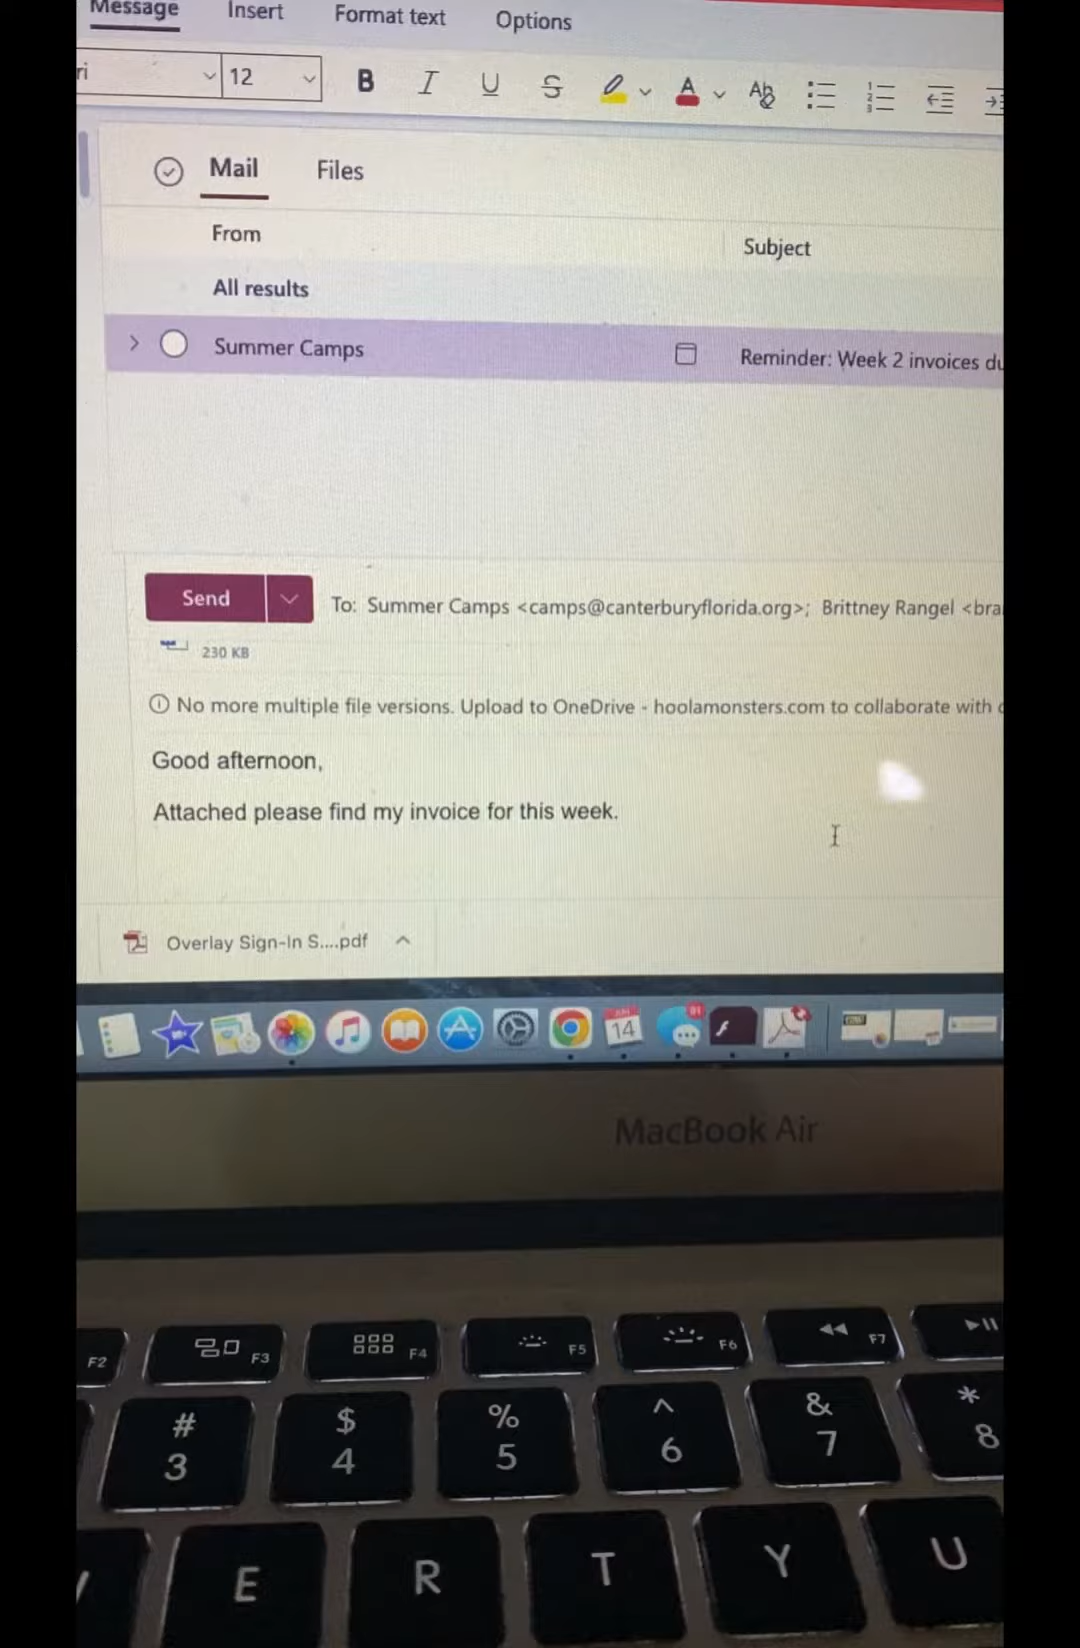 Message Insert Format text Options
12 B I U S A
Mail Files
From Subject
All results
Summer Camps Reminder: Week 2 invoices
Send To: Summer Camps <camps@canterburyflorida.org>; Brittney Rangel
230 KB
No more multiple file versions. Upload to OneDrive - hoolamonsters.com to collaborate with
Good afternoon,
Attached please find my invoice for this week.
Overlay Sign-In S....pdf
14
MacBook Air
F2 F3 F4 F5 F6 F7
# $ % ^ & *
3 4 5 6 7 8
E R T Y U